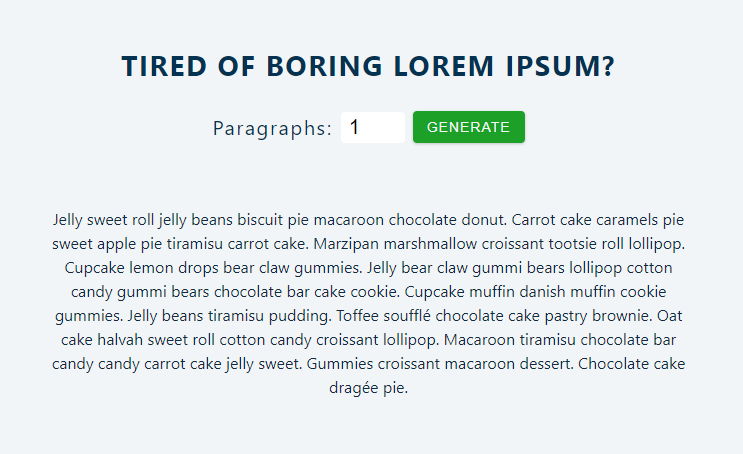 TIRED OF BORING LOREM IPSUM?
Paragraphs: 1 GENERATE
Jelly sweet roll jelly beans biscuit pie macaroon chocolate donut. Carrot cake caramels pie
sweet apple pie tiramisu carrot cake. Marzipan marshmallow croissant tootsie roll lollipop.
Cupcake lemon drops bear claw gummies. Jelly bear claw gummi bears lollipop cotton
candy gummi bears chocolate bar cake cookie. Cupcake muffin danish muffin cookie
gummies. Jelly beans tiramisu pudding. Toffee soufflé chocolate cake pastry brownie. Oat
cake halvah sweet roll cotton candy croissant lollipop. Macaroon tiramisu chocolate bar
candy candy carrot cake jelly sweet. Gummies croissant macaroon dessert. Chocolate cake
dragée pie.